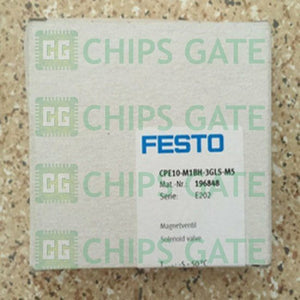 CHIPS GATE
CHIPS GATE
FESTO
CPE10-M1BH-3GLS-M5
Mat.-Nr.: 196848
Serie: E202
CHIPS GATE
Magnetventil
Solenoid valve
CHIPS GATE